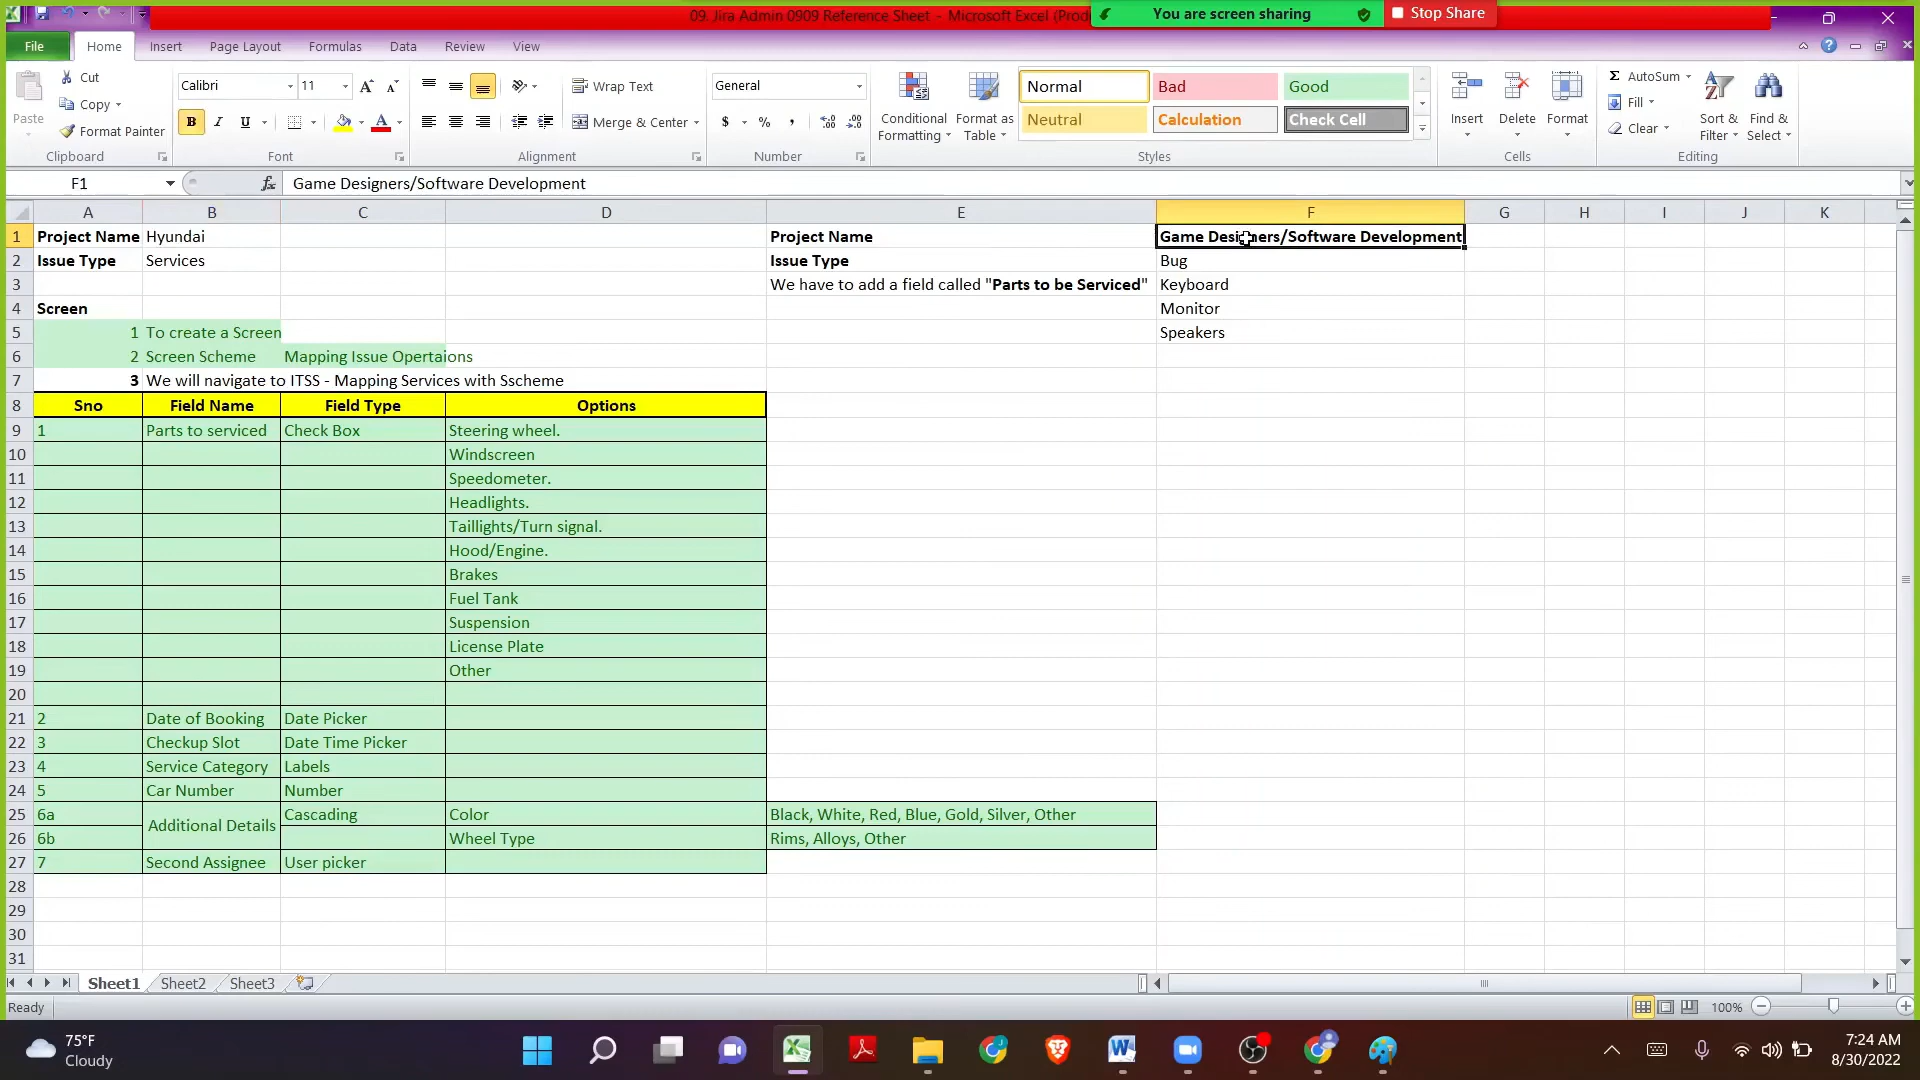 09. Jira Admin 0909 Reference Sheet - Microsoft Excel (Prod
You are screen sharing
Stop Share
File Home Insert Page Layout Formulas Data Review View
Paste
Cut
Copy
Format Painter
Clipboard
Calibri 11
B I U
Font
Wrap Text
Merge & Center
Alignment
General
$ % ,
Number
Conditional Formatting
Format as Table
Normal Bad Good
Neutral Calculation Check Cell
Styles
Insert Delete Format
Cells
Σ AutoSum
Fill
Clear
Sort & Filter
Find & Select
Editing
F1 fx Game Designers/Software Development
A B C D E F G H I J K
1 Project Name Hyundai Project Name Game Designers/Software Development
2 Issue Type Services Issue Type Bug
3 We have to add a field called "Parts to be Serviced" Keyboard
4 Screen Monitor
5 1 To create a Screen Speakers
6 2 Screen Scheme Mapping Issue Opertaions
7 3 We will navigate to ITSS - Mapping Services with Sscheme
8 Sno Field Name Field Type Options
9 1 Parts to serviced Check Box Steering wheel.
10 Windscreen
11 Speedometer.
12 Headlights.
13 Taillights/Turn signal.
14 Hood/Engine.
15 Brakes
16 Fuel Tank
17 Suspension
18 License Plate
19 Other
20
21 2 Date of Booking Date Picker
22 3 Checkup Slot Date Time Picker
23 4 Service Category Labels
24 5 Car Number Number
25 6a Additional Details Cascading Color Black, White, Red, Blue, Gold, Silver, Other
26 6b Wheel Type Rims, Alloys, Other
27 7 Second Assignee User picker
28
29
30
31
Sheet1 Sheet2 Sheet3
Ready 100%
75°F
Cloudy
7:24 AM
8/30/2022